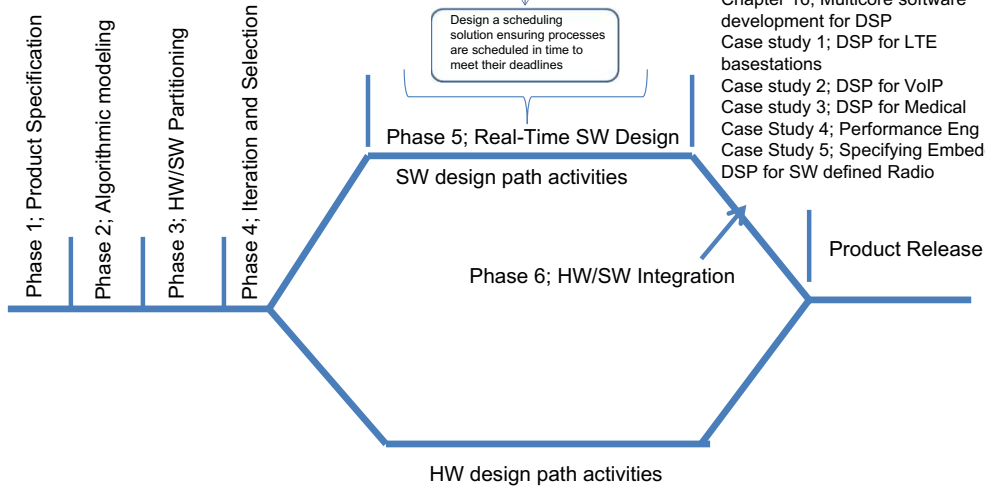 Design a scheduling
solution ensuring processes
are scheduled in time to
meet their deadlines
Chapter 16; Multicore software
development for DSP
Case study 1; DSP for LTE
basestations
Case study 2; DSP for VoIP
Case study 3; DSP for Medical
Case Study 4; Performance Eng
Case Study 5; Specifying Embed
DSP for SW defined Radio
Phase 1; Product Specification
Phase 2; Algorithmic modeling
Phase 3; HW/SW Partitioning
Phase 4; Iteration and Selection
Phase 5; Real-Time SW Design
SW design path activities
Phase 6; HW/SW Integration
Product Release
HW design path activities